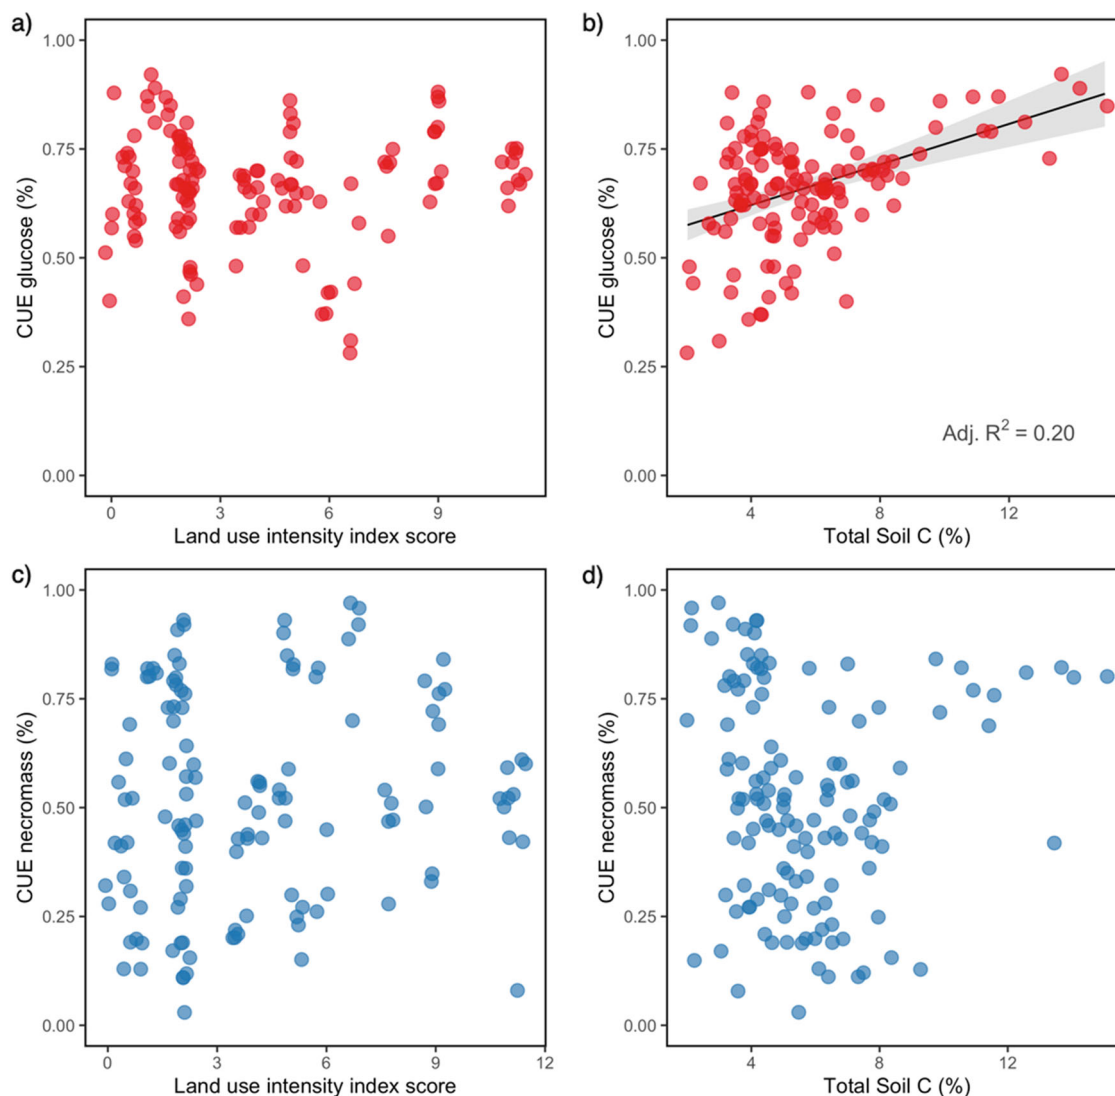 a)
1.00
0.75
0.50
0.25
0.00
CUE glucose (%)
0 3 6 9
Land use intensity index score
b)
1.00
0.75
0.50
0.25
0.00
CUE glucose (%)
Adj. R² = 0.20
4 8 12
Total Soil C (%)
c)
1.00
0.75
0.50
0.25
0.00
CUE necromass (%)
0 3 6 9 12
Land use intensity index score
d)
1.00
0.75
0.50
0.25
0.00
CUE necromass (%)
4 8 12
Total Soil C (%)